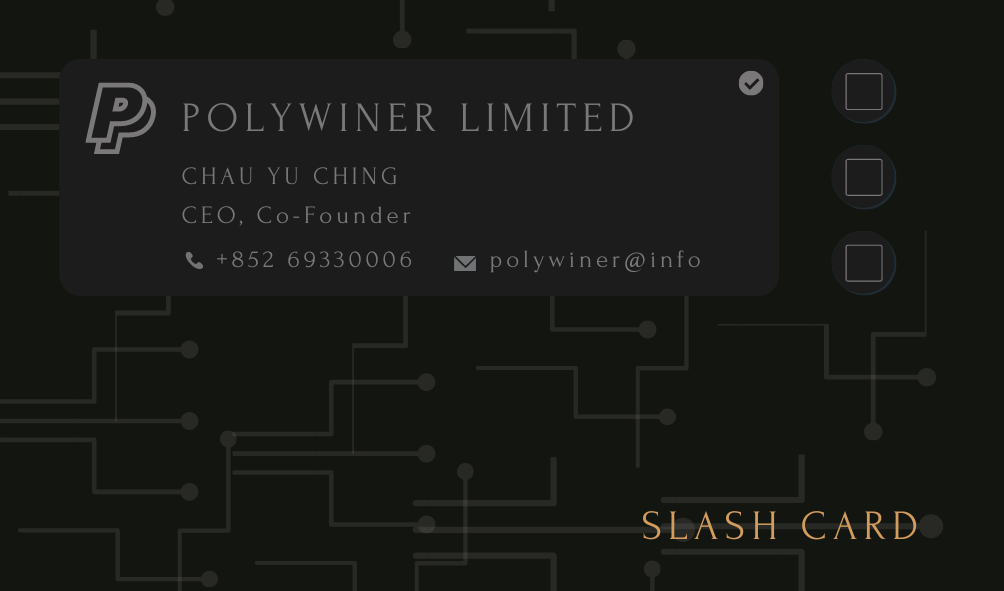 POLYWINER LIMITED
CHAU YU CHING
CEO, Co-Founder
+852 69330006 polywiner@info
SLASH CARD